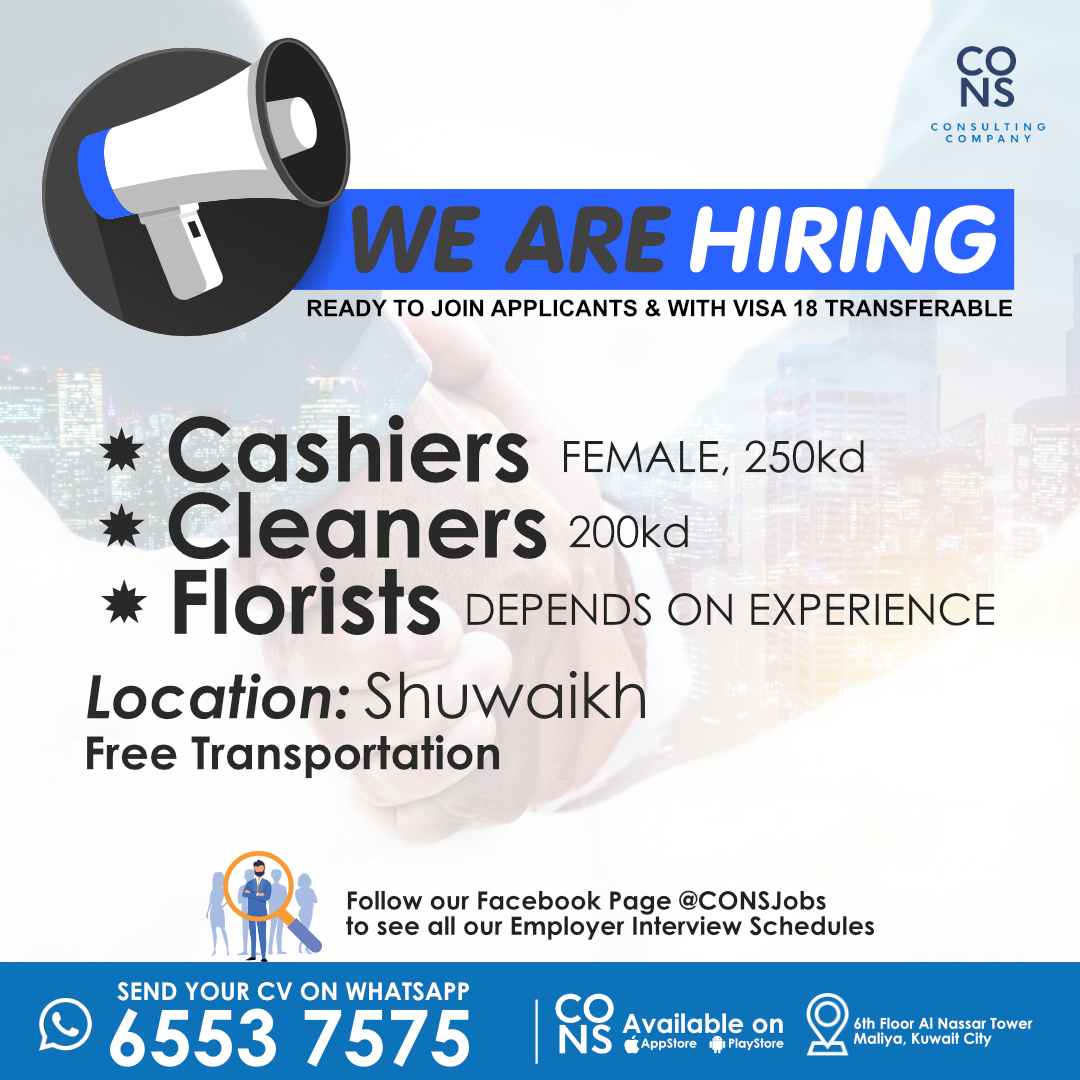 CO
NS
CONSULTING
COMPANY
WE ARE HIRING
READY TO JOIN APPLICANTS & WITH VISA 18 TRANSFERABLE
Cashiers FEMALE, 250kd
Cleaners 200kd
Florists DEPENDS ON EXPERIENCE
Location: Shuwaikh
Free Transportation
Follow our Facebook Page @CONSJobs
to see all our Employer Interview Schedules
SEND YOUR CV ON WHATSAPP
6553 7575
CO
NS
Available on
AppStore PlayStore
6th Floor Al Nassar Tower
Maliya, Kuwait City